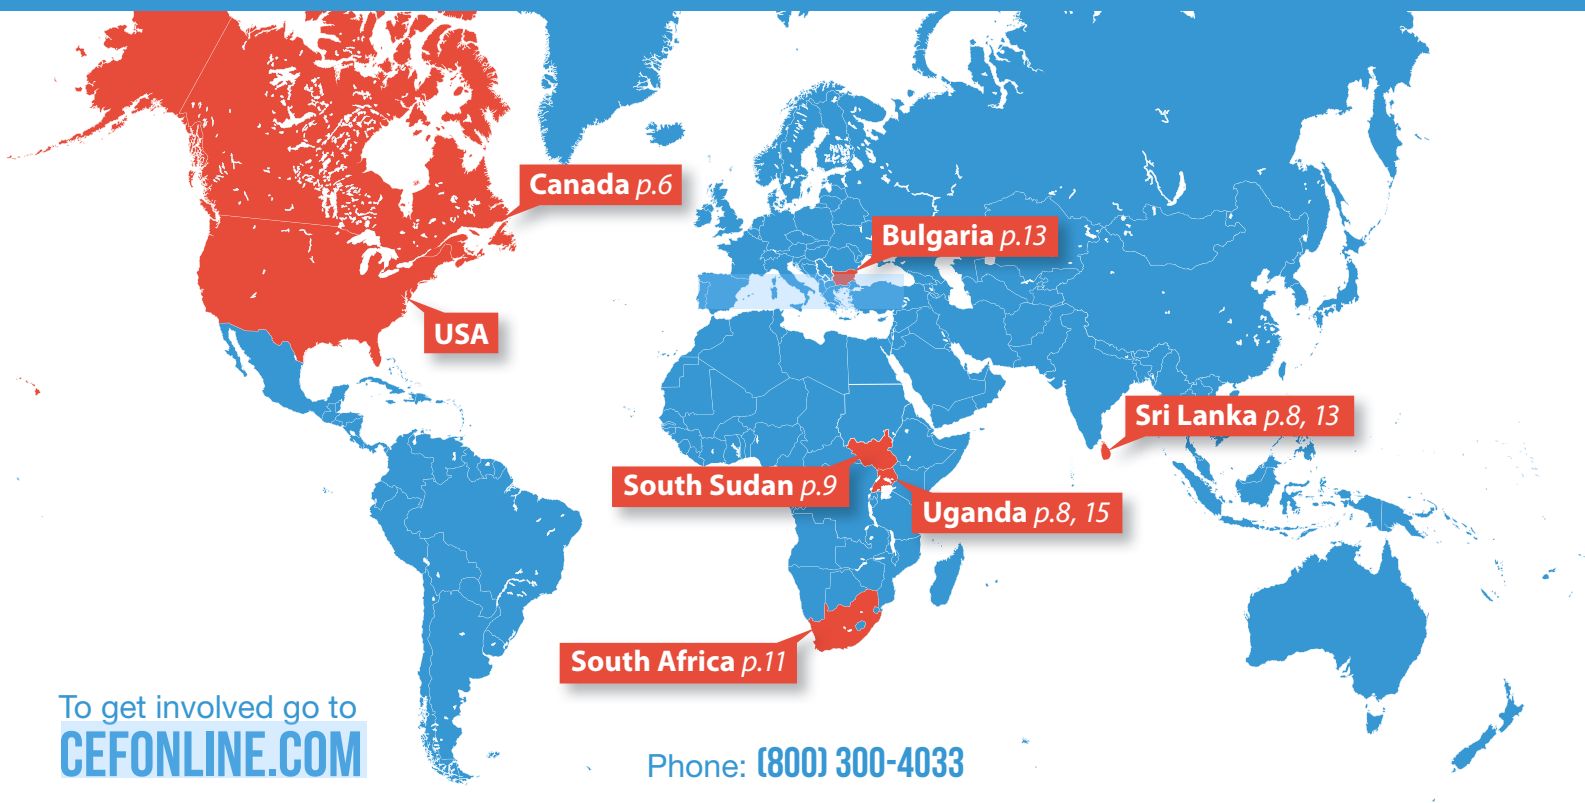 Canada p.6
Bulgaria p.13
USA
Sri Lanka p.8, 13
South Sudan p.9
Uganda p.8, 15
South Africa p.11
To get involved go to
CEFONLINE.COM
Phone: (800) 300-4033